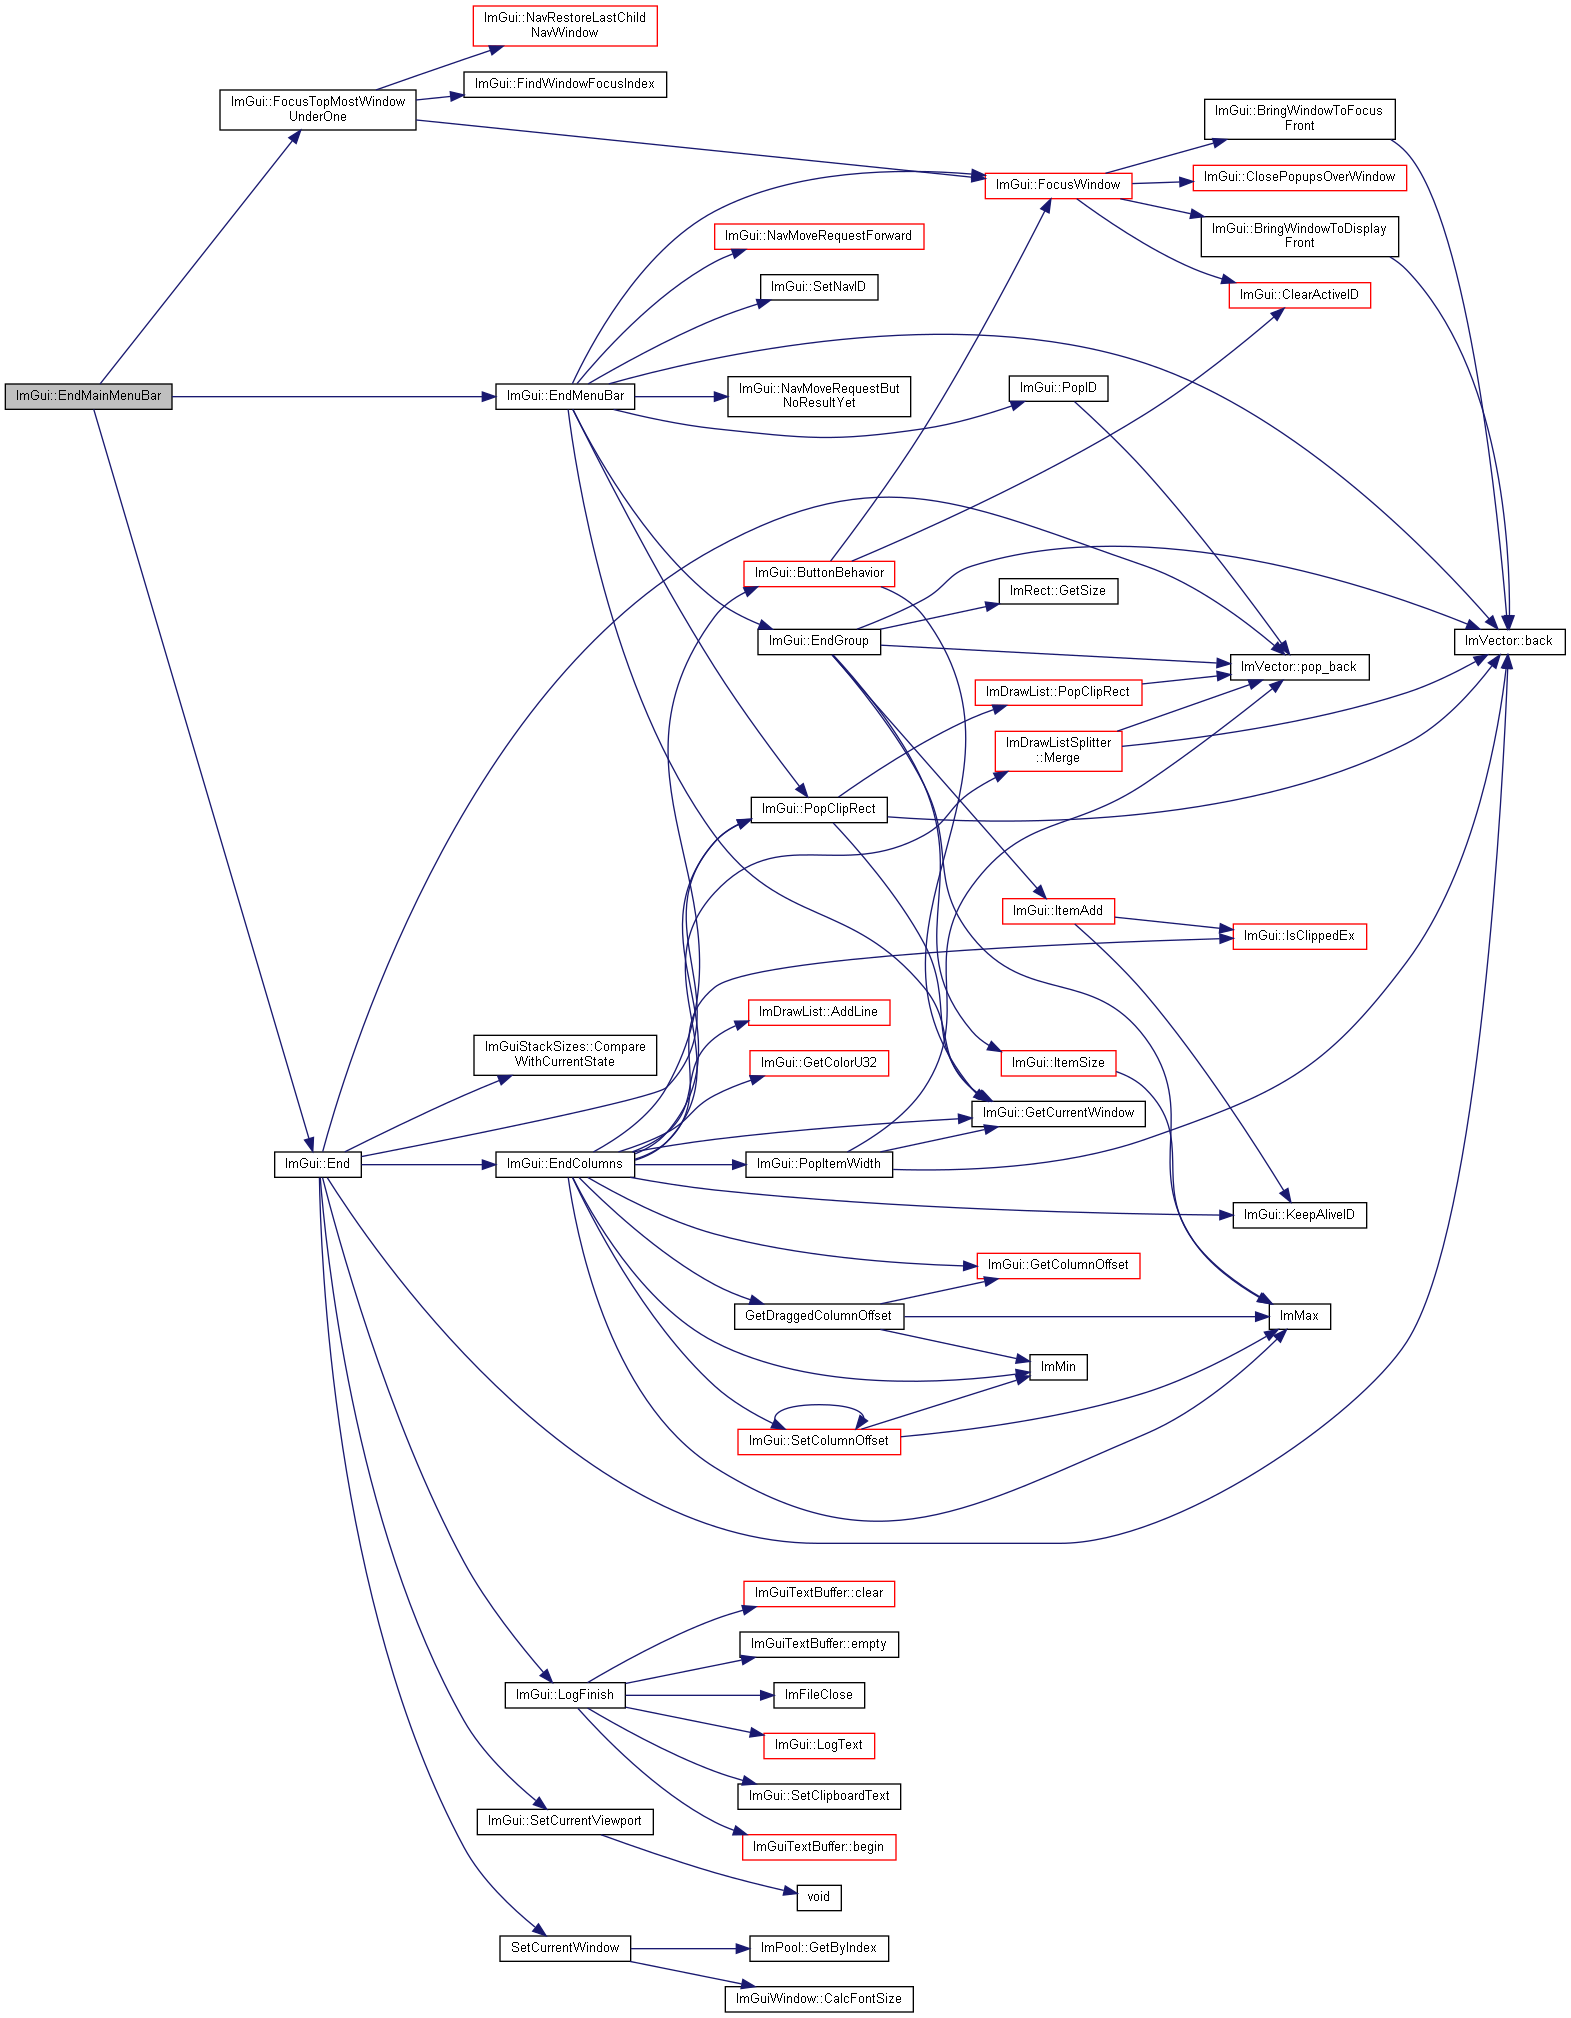 ImGui::NavRestoreLastChild
NavWindow
ImGui::FindWindowFocusIndex
ImGui::FocusTopMostWindow
UnderOne
ImGui::BringWindowToFocus
Front
ImGui::FocusWindow
ImGui::ClosePopupsOverWindow
ImGui::NavMoveRequestForward
ImGui::BringWindowToDisplay
Front
ImGui::SetNavID
ImGui::ClearActiveID
ImGui::EndMainMenuBar
ImGui::EndMenuBar
ImGui::NavMoveRequestBut
NoResultYet
ImGui::PopID
ImGui::ButtonBehavior
ImRect::GetSize
ImGui::EndGroup
ImVector::back
ImVector::pop_back
ImDrawList::PopClipRect
ImDrawListSplitter
::Merge
ImGui::PopClipRect
ImGui::ItemAdd
ImGui::IsClippedEx
ImDrawList::AddLine
ImGuiStackSizes::Compare
WithCurrentState
ImGui::GetColorU32
ImGui::ItemSize
ImGui::GetCurrentWindow
ImGui::End
ImGui::EndColumns
ImGui::PopItemWidth
ImGui::KeepAliveID
ImGui::GetColumnOffset
GetDraggedColumnOffset
ImMax
ImMin
ImGui::SetColumnOffset
ImGuiTextBuffer::clear
ImGuiTextBuffer::empty
ImGui::LogFinish
ImFileClose
ImGui::LogText
ImGui::SetClipboardText
ImGui::SetCurrentViewport
ImGuiTextBuffer::begin
void
SetCurrentWindow
ImPool::GetByIndex
ImGuiWindow::CalcFontSize